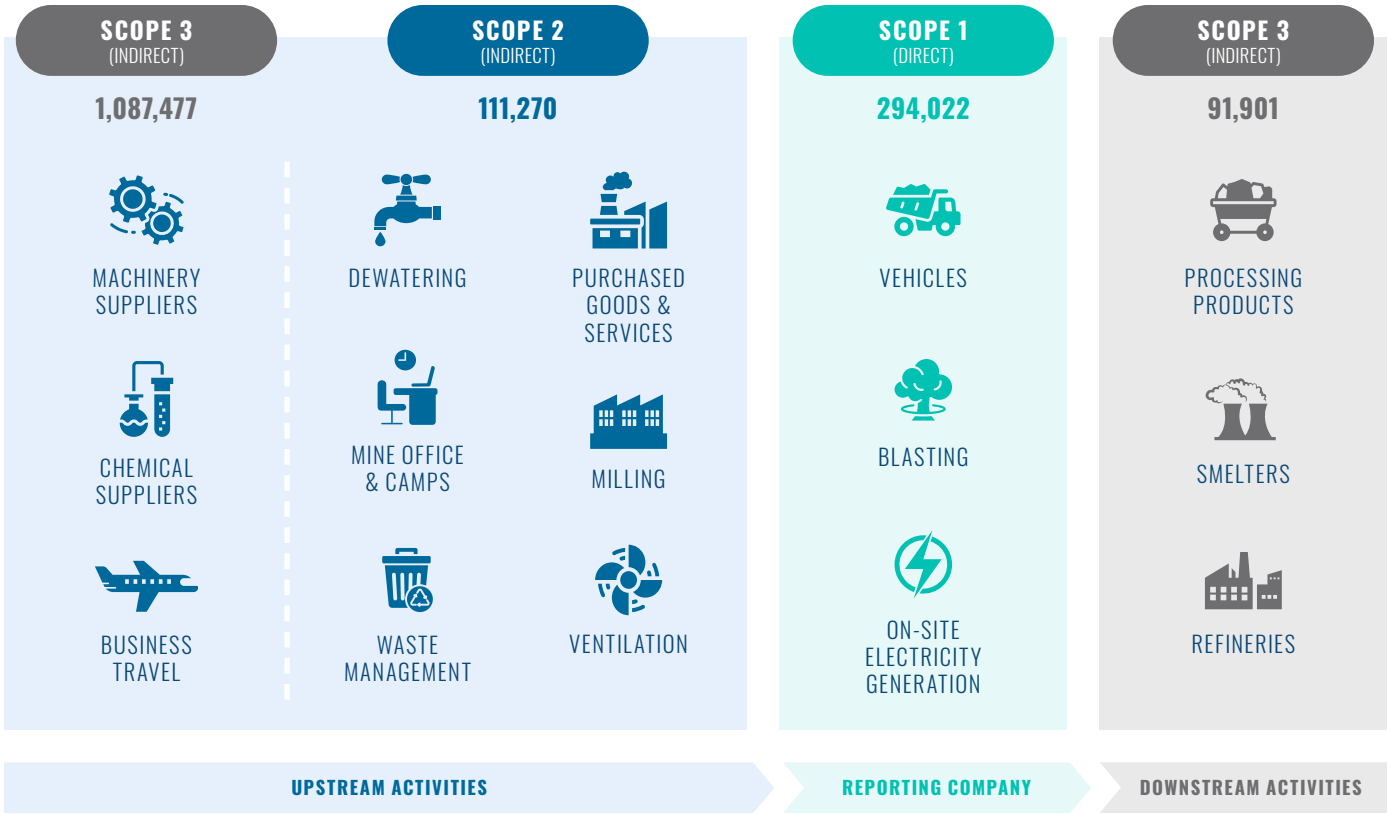 SCOPE 3
(INDIRECT)
1,087,477
MACHINERY
SUPPLIERS
CHEMICAL
SUPPLIERS
BUSINESS
TRAVEL
SCOPE 2
(INDIRECT)
111,270
DEWATERING
PURCHASED
GOODS &
SERVICES
MINE OFFICE
& CAMPS
MILLING
WASTE
MANAGEMENT
VENTILATION
SCOPE 1
(DIRECT)
294,022
VEHICLES
BLASTING
ON-SITE
ELECTRICITY
GENERATION
SCOPE 3
(INDIRECT)
91,901
PROCESSING
PRODUCTS
SMELTERS
REFINERIES
UPSTREAM ACTIVITIES
REPORTING COMPANY
DOWNSTREAM ACTIVITIES